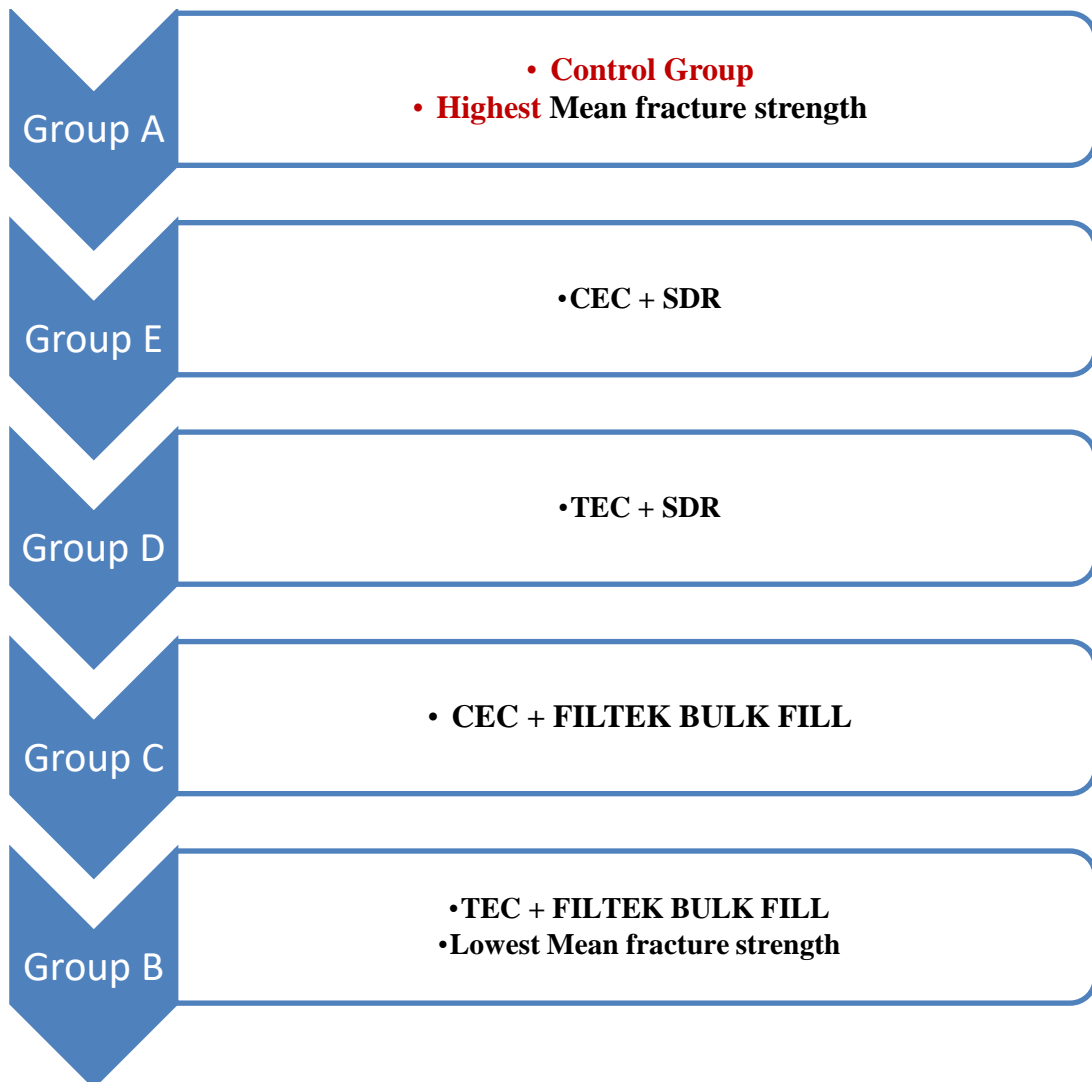 Group A
• Control Group
• Highest Mean fracture strength
Group E
•CEC + SDR
Group D
•TEC + SDR
Group C
• CEC + FILTEK BULK FILL
Group B
•TEC + FILTEK BULK FILL
•Lowest Mean fracture strength